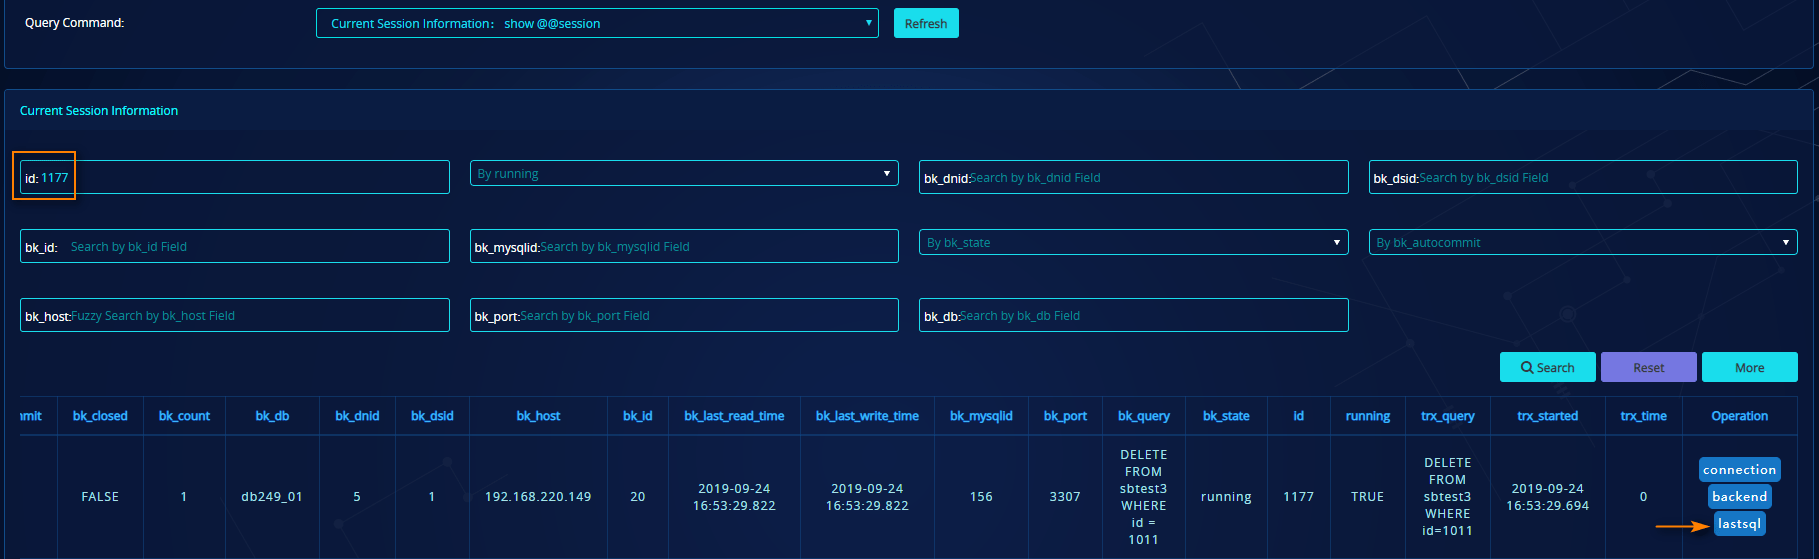 Query Command:
Current Session Information： show @@session
Refresh
Current Session Information
id: 1177
By running
bk_dnid:Search by bk_dnid Field
bk_dsid:Search by bk_dsid Field
bk_id: Search by bk_id Field
bk_mysqlid:Search by bk_mysqlid Field
By bk_state
By bk_autocommit
bk_host:Fuzzy Search by bk_host Field
bk_port:Search by bk_port Field
bk_db:Search by bk_db Field
Search
Reset
More
mmit bk_closed bk_count bk_db bk_dnid bk_dsid bk_host bk_id bk_last_read_time bk_last_write_time bk_mysqlid bk_port bk_query bk_state id running trx_query trx_started trx_time Operation
FALSE
1
db249_01
5
1
192.168.220.149
20
2019-09-24
16:53:29.822
2019-09-24
16:53:29.822
156
3307
DELETE
FROM
sbtest3
WHERE
id =
1011
running
1177
TRUE
DELETE
FROM
sbtest3
WHERE
id=1011
2019-09-24
16:53:29.694
0
connection
backend
lastsql